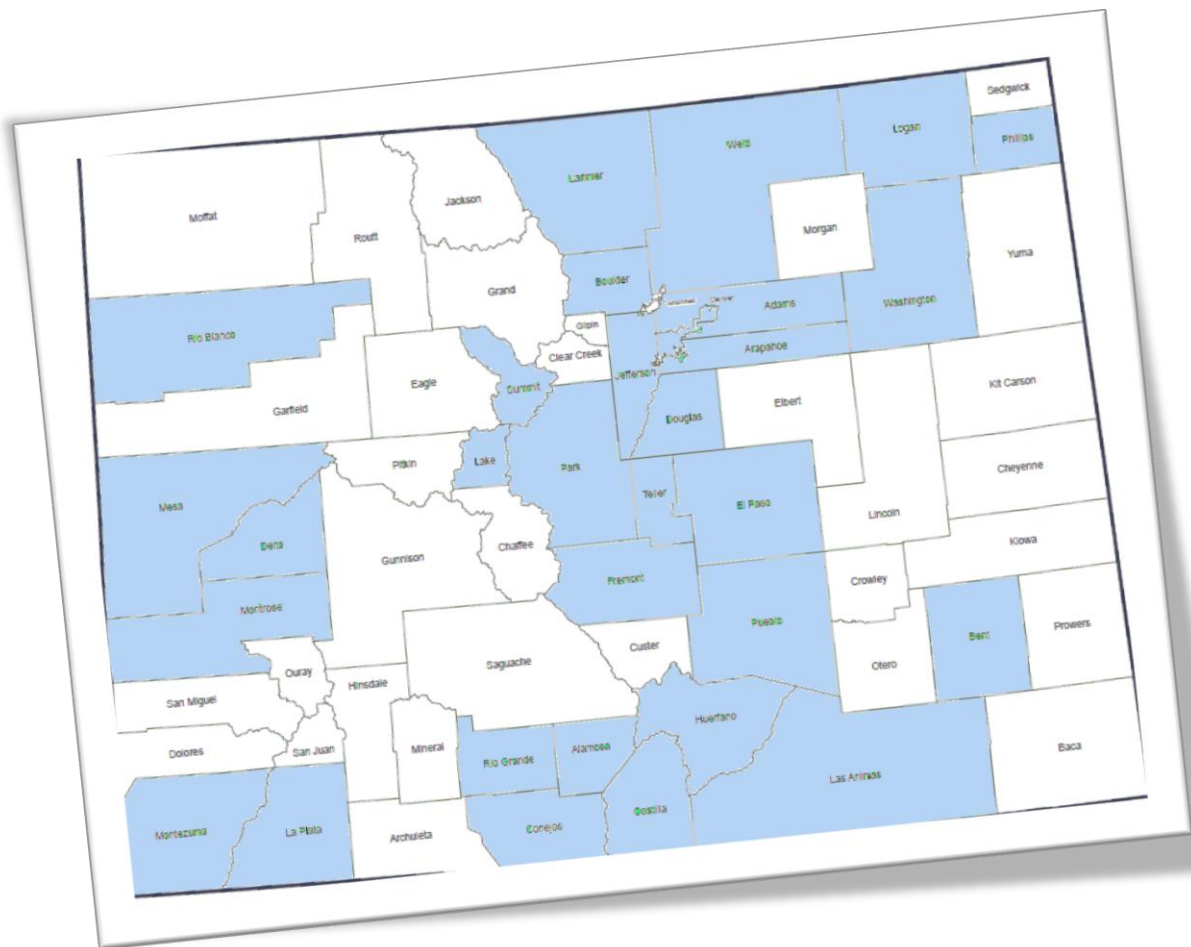 Sedgwick
Logan
Phillips
Weld
Larimer
Jackson
Moffat
Routt
Morgan
Yuma
Grand
Boulder
Adams
Washington
Rio Blanco
Gilpin
Clear Creek
Arapahoe
Jefferson
Eagle
Summit
Garfield
Kit Carson
Elbert
Douglas
Pitkin
Lake
Park
Cheyenne
Mesa
Teller
El Paso
Lincoln
Delta
Gunnison
Chaffee
Kiowa
Crowley
Fremont
Montrose
Pueblo
Bent
Prowers
Otero
Custer
Saguache
Ouray
Hinsdale
San Miguel
Huerfano
Dolores
San Juan
Mineral
Rio Grande
Alamosa
Baca
Las Animas
Costilla
Conejos
Montezuma
La Plata
Archuleta